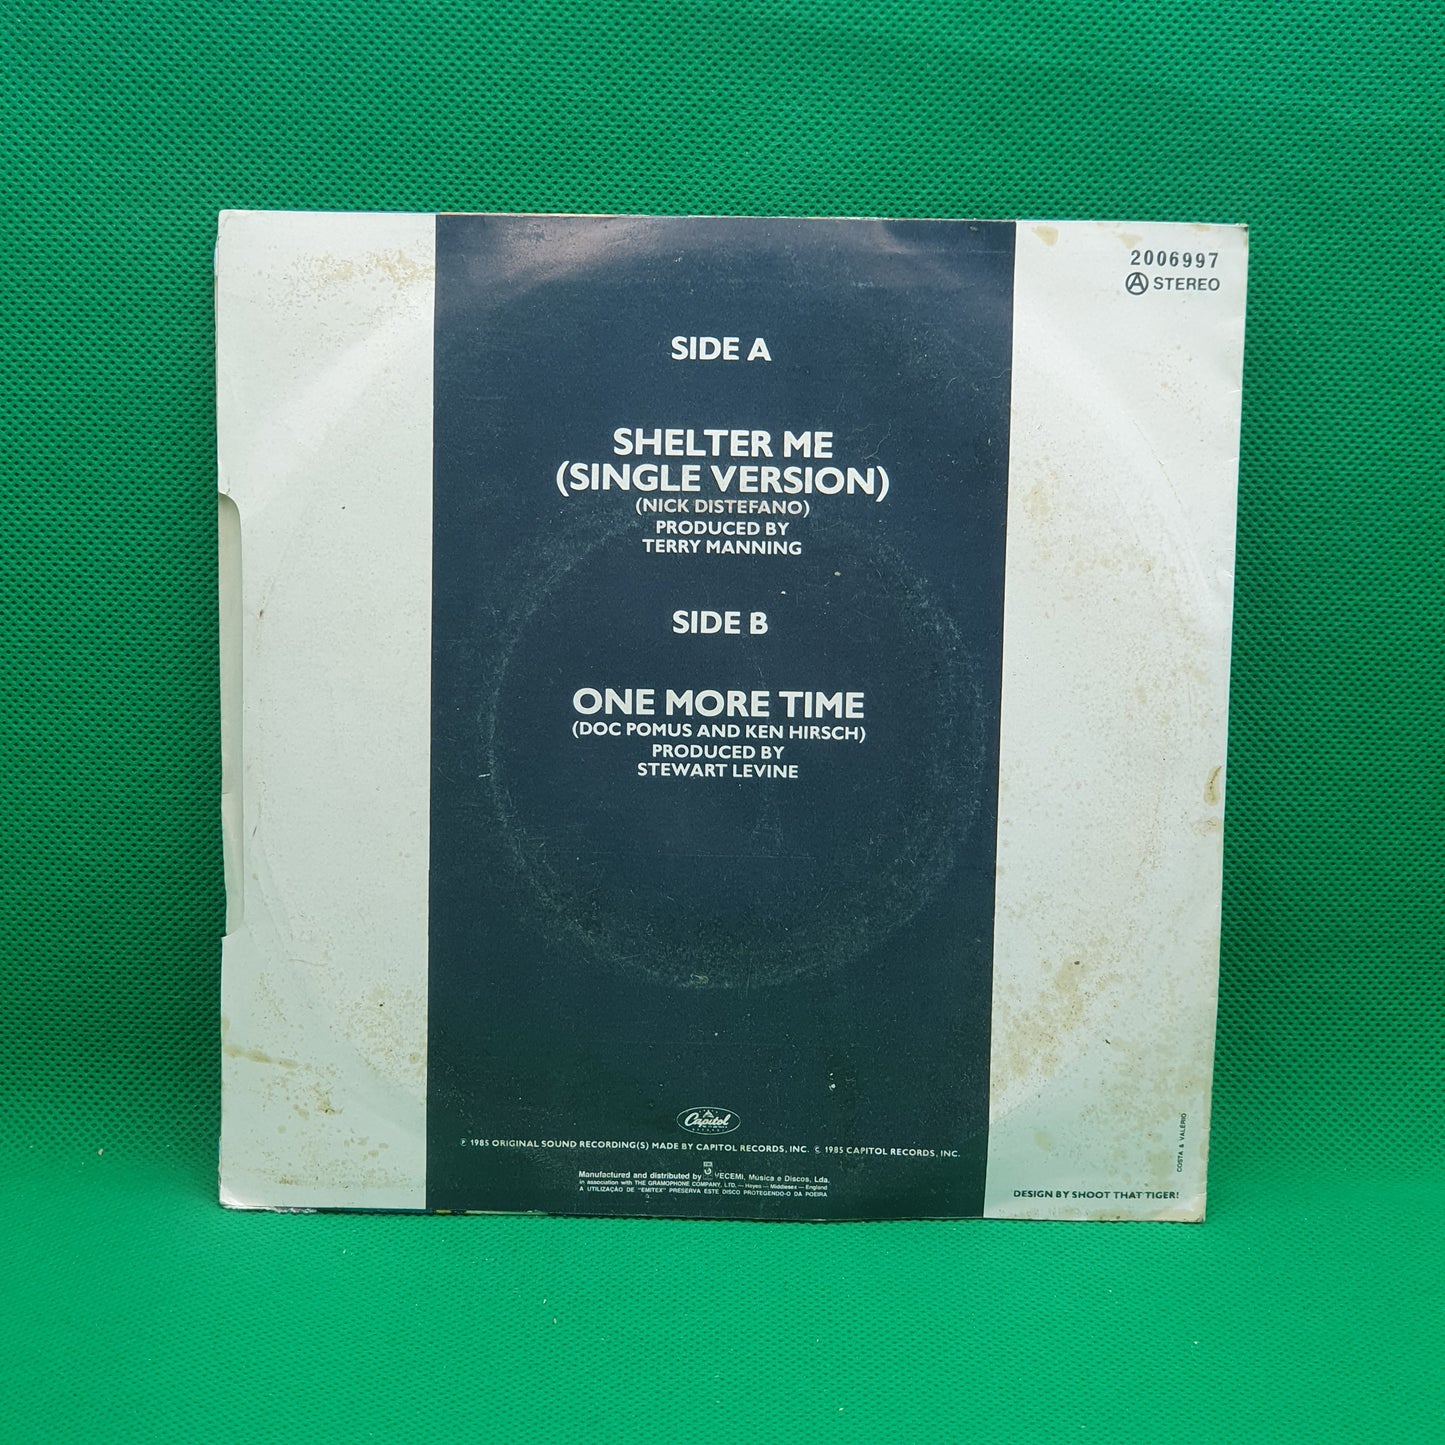 2006997
A STEREO
SIDE A
SHELTER ME
(SINGLE VERSION)
(NICK DISTEFANO)
PRODUCED BY
TERRY MANNING
SIDE B
ONE MORE TIME
(DOC POMUS AND KEN HIRSCH)
PRODUCED BY
STEWART LEVINE
Capitol
℗ 1985 ORIGINAL SOUND RECORDING(S) MADE BY CAPITOL RECORDS, INC. © 1985 CAPITOL RECORDS, INC.
Manufactured and distributed by VECEMI, Música e Discos, Lda.
in association with THE GRAMOPHONE COMPANY, LTD. — Hayes — Middlesex — England
A UTILIZAÇÃO DE "EMITEX" PRESERVA ESTE DISCO PROTEGENDO-O DA POEIRA
DESIGN BY SHOOT THAT TIGER!
COSTA & VALÉRIO